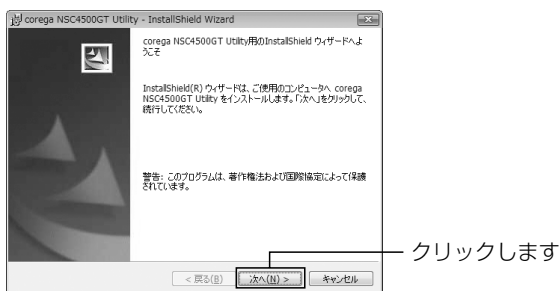 corega NSC4500GT Utility - InstallShield Wizard
corega NSC4500GT Utility用のInstallShield ウィザードへよ
うこそ
InstallShield(R) ウィザードは、ご使用のコンピュータへ corega
NSC4500GT Utility をインストールします。「次へ」をクリックして、
続行してください。
警告: このプログラムは、著作権法および国際協定によって保護
されています。
< 戻る(B)
次へ(N) >
キャンセル
クリックします